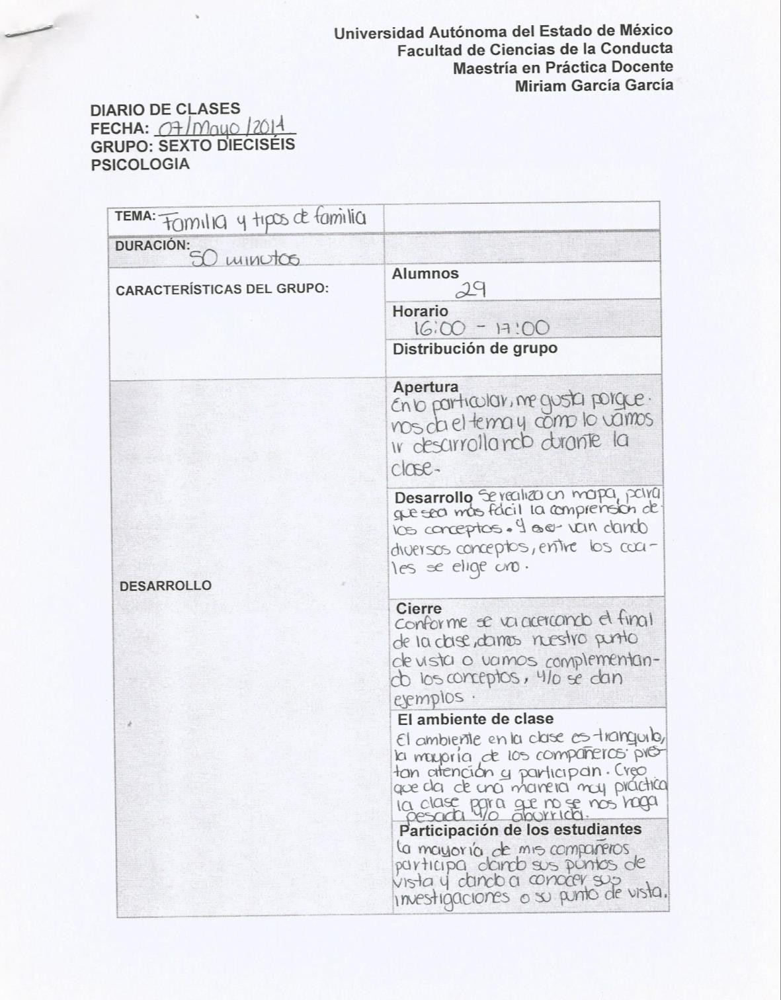 Universidad Autónoma del Estado de México
Facultad de Ciencias de la Conducta
Maestría en Práctica Docente
Miriam García García
DIARIO DE CLASES
FECHA: 07/Mayo/2014
GRUPO: SEXTO DIECISÉIS
PSICOLOGIA
TEMA: Familia y tipos de familia
DURACIÓN:
50 minutos
CARACTERÍSTICAS DEL GRUPO:
Alumnos
29
Horario
16:00 - 17:00
Distribución de grupo
DESARROLLO
Apertura
En lo particular, me gusta porque
nos da el tema y como lo vamos
ir desarrollando durante la
clase.
Desarrollo Se realiza un mapa, para
que sea más fácil la comprensión de
los conceptos. Y se van dando
diversos conceptos, entre los cua-
les se elige uno.
Cierre
Conforme se va acercando el final
de la clase, damos nuestro punto
de vista o vamos complementan-
do los conceptos, y/o se dan
ejemplos.
El ambiente de clase
El ambiente en la clase es tranquilo,
la mayoría de los compañeros pres-
tan atención y participan. Creo
que da de una manera muy práctica
la clase para que no se nos haga
pesada y/o aburrida.
Participación de los estudiantes
La mayoría de mis compañeros
participa dando sus puntos de
vista y dando a conocer sus
investigaciones o su punto de vista.